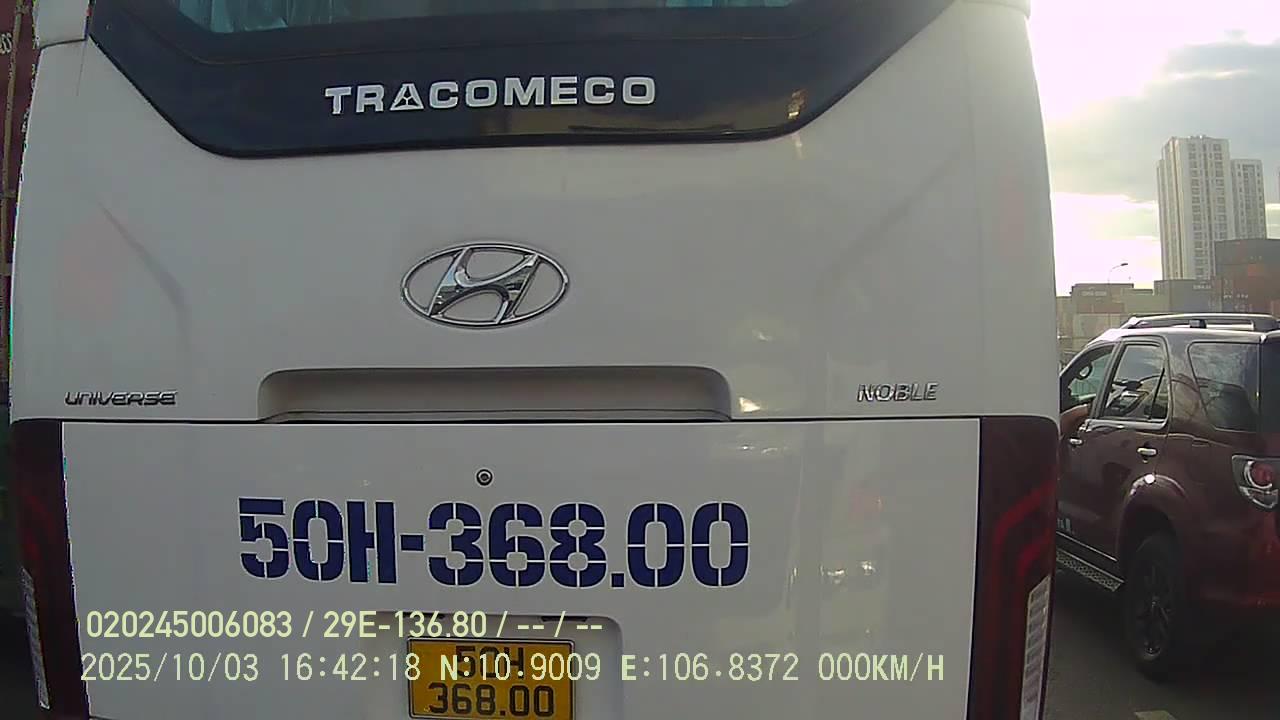 TRACOMECO
UNIVERSE
NOBLE
50H-368.00
020245006083 / 29E-136.80 / -- / --
2025/10/03 16:42:18 N:10.9009 E:106.8372 000KM/H
50H
368.00